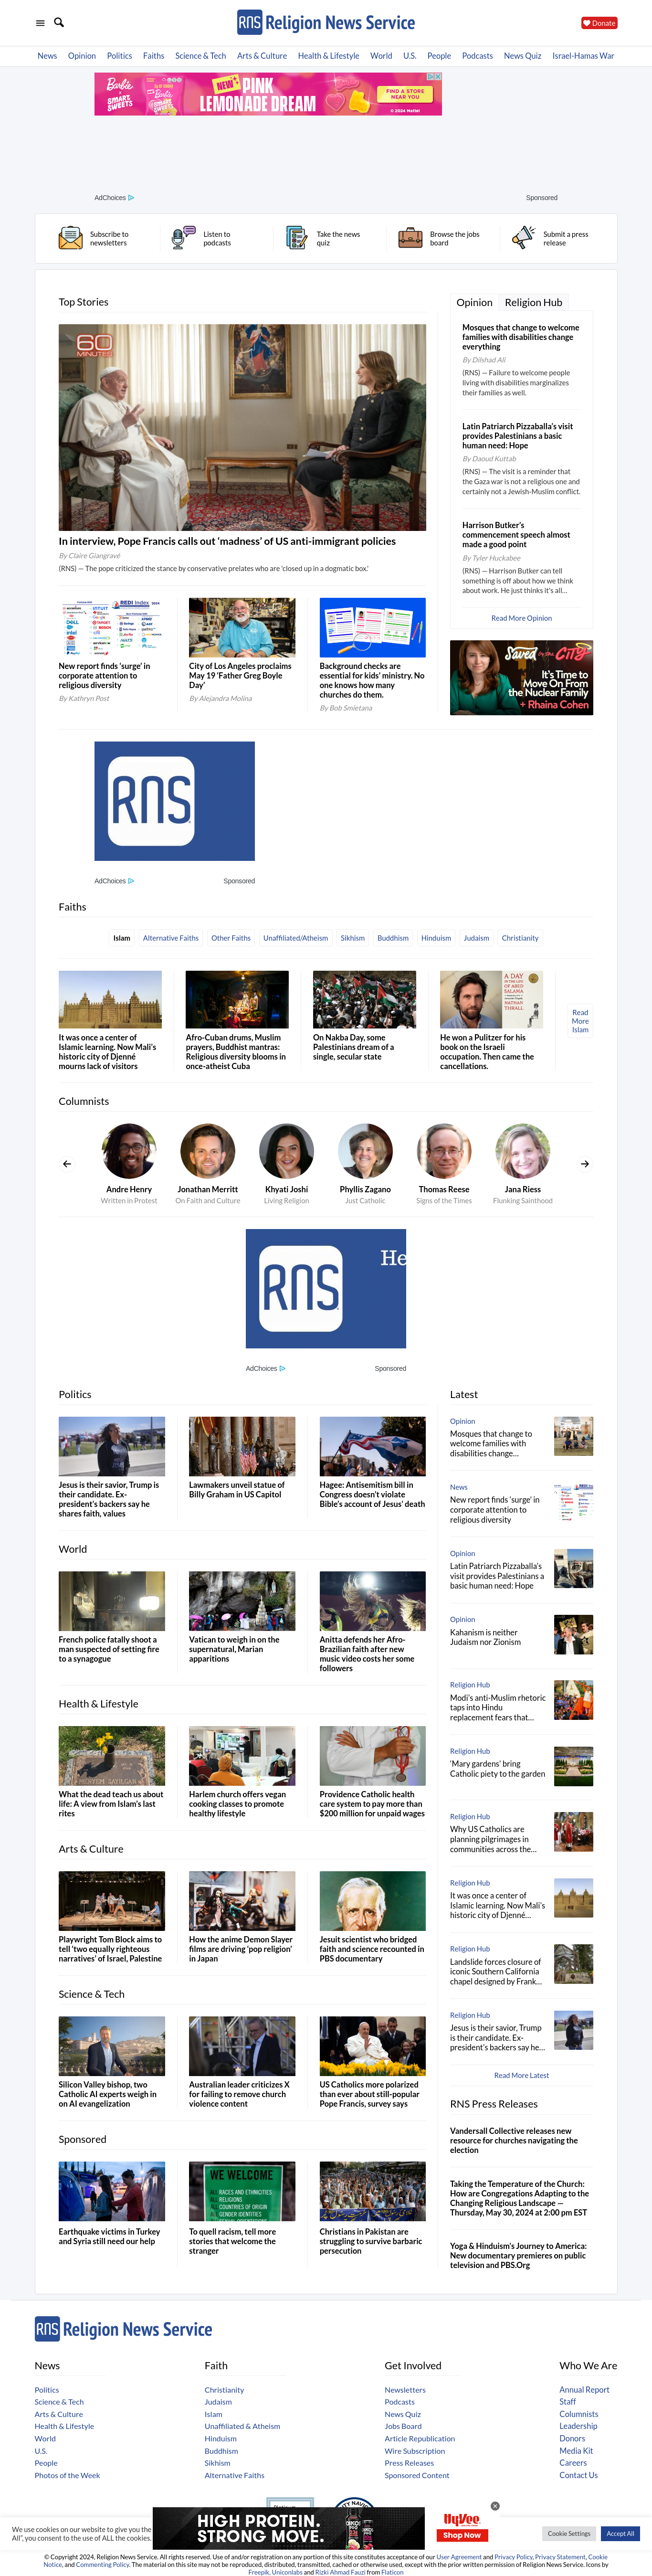 RNS Religion News Service
Donate
News Opinion Politics Faiths Science & Tech Arts & Culture Health & Lifestyle World U.S. People Podcasts News Quiz Israel-Hamas War
Barbie SMART SWEETS
NEW! PINK
LEMONADE DREAM
FIND A STORE
NEAR YOU
© 2024 Mattel
AdChoices
Sponsored
Subscribe to
newsletters
Listen to
podcasts
Take the news
quiz
Browse the jobs
board
Submit a press
release
Top Stories
60
MINUTES
In interview, Pope Francis calls out ‘madness’ of US anti-immigrant policies
By Claire Giangravé
(RNS) — The pope criticized the stance by conservative prelates who are ‘closed up in a dogmatic box.’
REDI Index 2024
New report finds ‘surge’ in
corporate attention to
religious diversity
By Kathryn Post
City of Los Angeles proclaims
May 19 ‘Father Greg Boyle
Day’
By Alejandra Molina
Background checks are
essential for kids’ ministry. No
one knows how many
churches do them.
By Bob Smietana
Opinion Religion Hub
Mosques that change to welcome
families with disabilities change
everything
By Dilshad Ali
(RNS) — Failure to welcome people
living with disabilities marginalizes
their families as well.
Latin Patriarch Pizzaballa’s visit
provides Palestinians a basic
human need: Hope
By Daoud Kuttab
(RNS) — The visit is a reminder that
the Gaza war is not a religious one and
certainly not a Jewish-Muslim conflict.
Harrison Butker’s
commencement speech almost
made a good point
By Tyler Huckabee
(RNS) — Harrison Butker can tell
something is off about how we think
about work. He just thinks it's all...
Read More Opinion
Saved by the CITY
It's Time to
Move On From
the Nuclear Family
+ Rhaina Cohen
RNS
AdChoices
Sponsored
Faiths
Islam Alternative Faiths Other Faiths Unaffiliated/Atheism Sikhism Buddhism Hinduism Judaism Christianity
It was once a center of
Islamic learning. Now Mali’s
historic city of Djenné
mourns lack of visitors
Afro-Cuban drums, Muslim
prayers, Buddhist mantras:
Religious diversity blooms in
once-atheist Cuba
On Nakba Day, some
Palestinians dream of a
single, secular state
A DAY
IN THE LIFE
OF ABED
SALAMA
NATHAN
THRALL
He won a Pulitzer for his
book on the Israeli
occupation. Then came the
cancellations.
Read
More
Islam
Columnists
Andre Henry
Written in Protest
Jonathan Merritt
On Faith and Culture
Khyati Joshi
Living Religion
Phyllis Zagano
Just Catholic
Thomas Reese
Signs of the Times
Jana Riess
Flunking Sainthood
RNS
He
AdChoices
Sponsored
Politics
Jesus is their savior, Trump is
their candidate. Ex-
president’s backers say he
shares faith, values
Lawmakers unveil statue of
Billy Graham in US Capitol
Hagee: Antisemitism bill in
Congress doesn’t violate
Bible’s account of Jesus’ death
World
French police fatally shoot a
man suspected of setting fire
to a synagogue
Vatican to weigh in on the
supernatural, Marian
apparitions
Anitta defends her Afro-
Brazilian faith after new
music video costs her some
followers
Health & Lifestyle
What the dead teach us about
life: A view from Islam’s last
rites
Harlem church offers vegan
cooking classes to promote
healthy lifestyle
Providence Catholic health
care system to pay more than
$200 million for unpaid wages
Arts & Culture
Playwright Tom Block aims to
tell ‘two equally righteous
narratives’ of Israel, Palestine
How the anime Demon Slayer
films are driving ‘pop religion’
in Japan
Jesuit scientist who bridged
faith and science recounted in
PBS documentary
Science & Tech
Silicon Valley bishop, two
Catholic AI experts weigh in
on AI evangelization
Australian leader criticizes X
for failing to remove church
violence content
US Catholics more polarized
than ever about still-popular
Pope Francis, survey says
Sponsored
Earthquake victims in Turkey
and Syria still need our help
WE WELCOME
ALL RACES AND ETHNICITIES
ALL RELIGIONS
ALL COUNTRIES OF ORIGIN
ALL GENDER IDENTITIES
To quell racism, tell more
stories that welcome the
stranger
Christians in Pakistan are
struggling to survive barbaric
persecution
Latest
Opinion
Mosques that change to
welcome families with
disabilities change...
News
New report finds ‘surge’ in
corporate attention to
religious diversity
Opinion
Latin Patriarch Pizzaballa’s
visit provides Palestinians a
basic human need: Hope
Opinion
Kahanism is neither
Judaism nor Zionism
Religion Hub
Modi’s anti-Muslim rhetoric
taps into Hindu
replacement fears that...
Religion Hub
‘Mary gardens’ bring
Catholic piety to the garden
Religion Hub
Why US Catholics are
planning pilgrimages in
communities across the...
Religion Hub
It was once a center of
Islamic learning. Now Mali’s
historic city of Djenné...
Religion Hub
Landslide forces closure of
iconic Southern California
chapel designed by Frank...
Religion Hub
Jesus is their savior, Trump
is their candidate. Ex-
president’s backers say he...
Read More Latest
RNS Press Releases
Vandersall Collective releases new
resource for churches navigating the
election
Taking the Temperature of the Church:
How are Congregations Adapting to the
Changing Religious Landscape —
Thursday, May 30, 2024 at 2:00 pm EST
Yoga & Hinduism’s Journey to America:
New documentary premieres on public
television and PBS.Org
RNS Religion News Service
News
Politics
Science & Tech
Arts & Culture
Health & Lifestyle
World
U.S.
People
Photos of the Week
Faith
Christianity
Judaism
Islam
Unaffiliated & Atheism
Hinduism
Buddhism
Sikhism
Alternative Faiths
Get Involved
Newsletters
Podcasts
News Quiz
Jobs Board
Article Republication
Wire Subscription
Press Releases
Sponsored Content
Who We Are
Annual Report
Staff
Columnists
Leadership
Donors
Media Kit
Careers
Contact Us
We use cookies on our website to give you the
All”, you consent to the use of ALL the cookies.
HIGH PROTEIN.
STRONG MOVE.
HyVee
Shop Now
Cookie Settings
Accept All
© Copyright 2024, Religion News Service. All rights reserved. Use of and/or registration on any portion of this site constitutes acceptance of our User Agreement and Privacy Policy, Privacy Statement, Cookie
Notice, and Commenting Policy. The material on this site may not be reproduced, distributed, transmitted, cached or otherwise used, except with the prior written permission of Religion News Service. Icons by
Freepik, Uniconlabs and Rizki Ahmad Fauzi from Flaticon